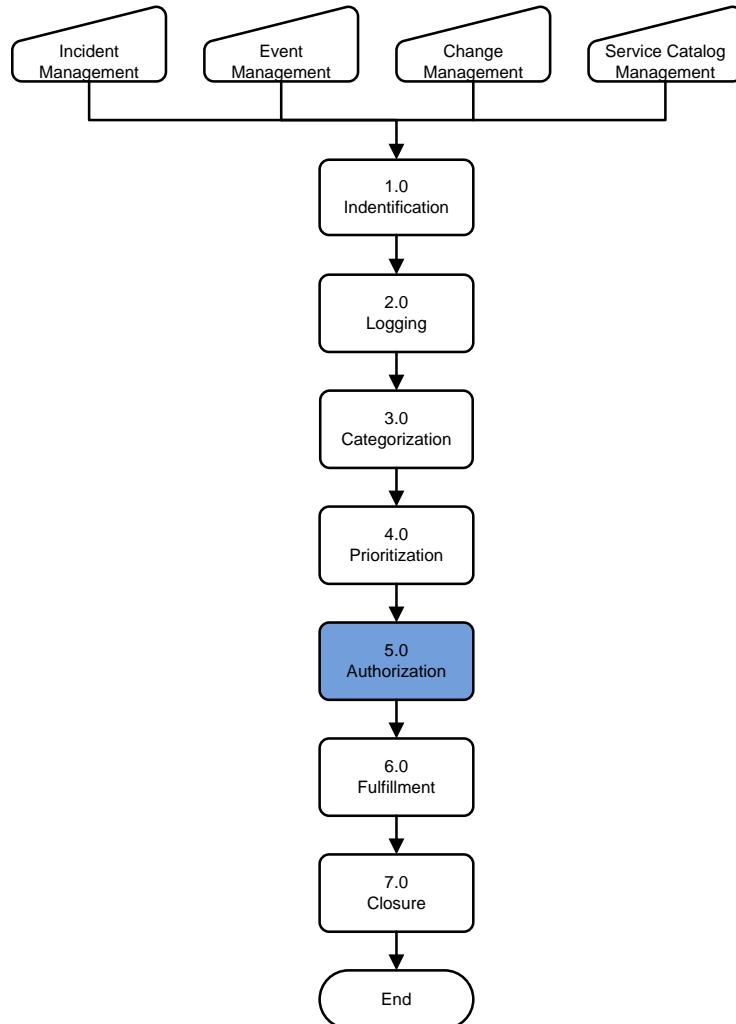 Incident
Management
Event
Management
Change
Management
Service Catalog
Management
1.0
Indentification
2.0
Logging
3.0
Categorization
4.0
Prioritization
5.0
Authorization
6.0
Fulfillment
7.0
Closure
End